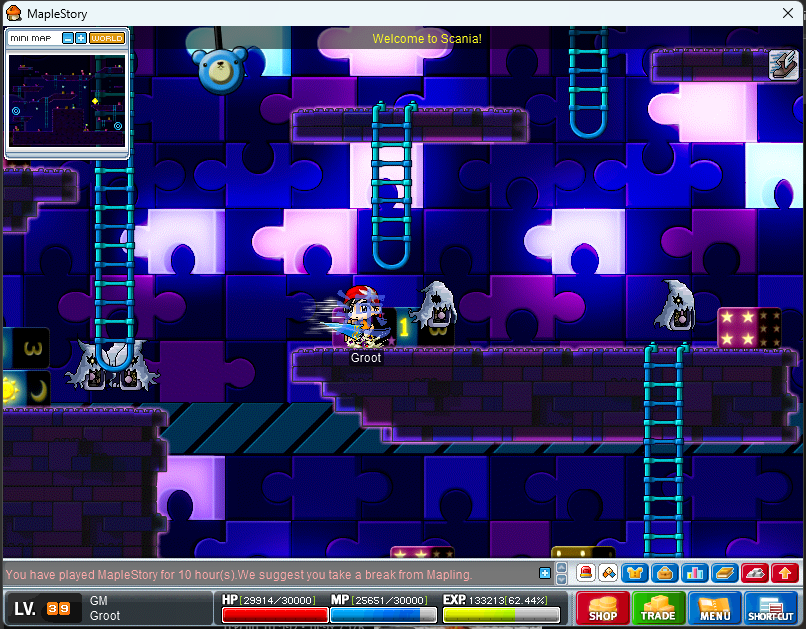 MapleStory
MINI MAP
WORLD
Welcome to Scania!
3
1
3
Groot
You have played MapleStory for 10 hour(s).We suggest you take a break from Mapling.
LV. 39
GM
Groot
HP[29914/30000]
MP[25651/30000]
EXP 133213[62.44%]
SHOP
TRADE
MENU
SHORTCUT